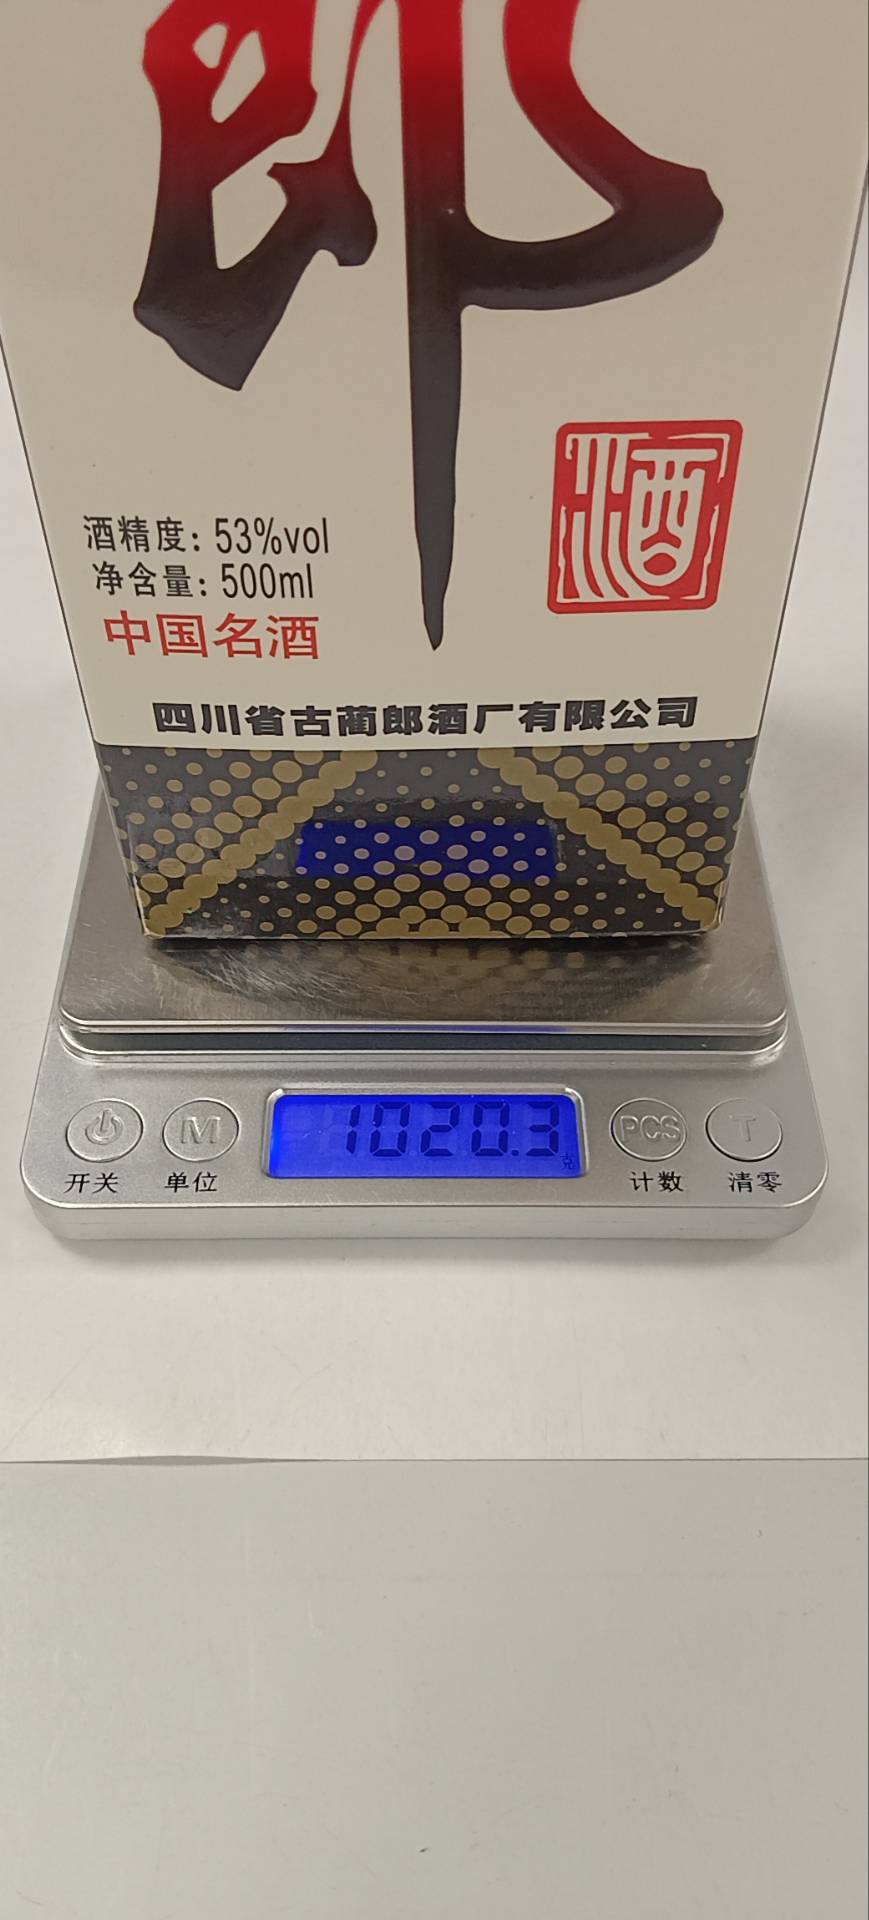 郎
酒
酒精度: 53%vol
净含量: 500ml
中国名酒
四川省古蔺郎酒厂有限公司
1020.3
克
M
PCS
T
开关
单位
计数
清零